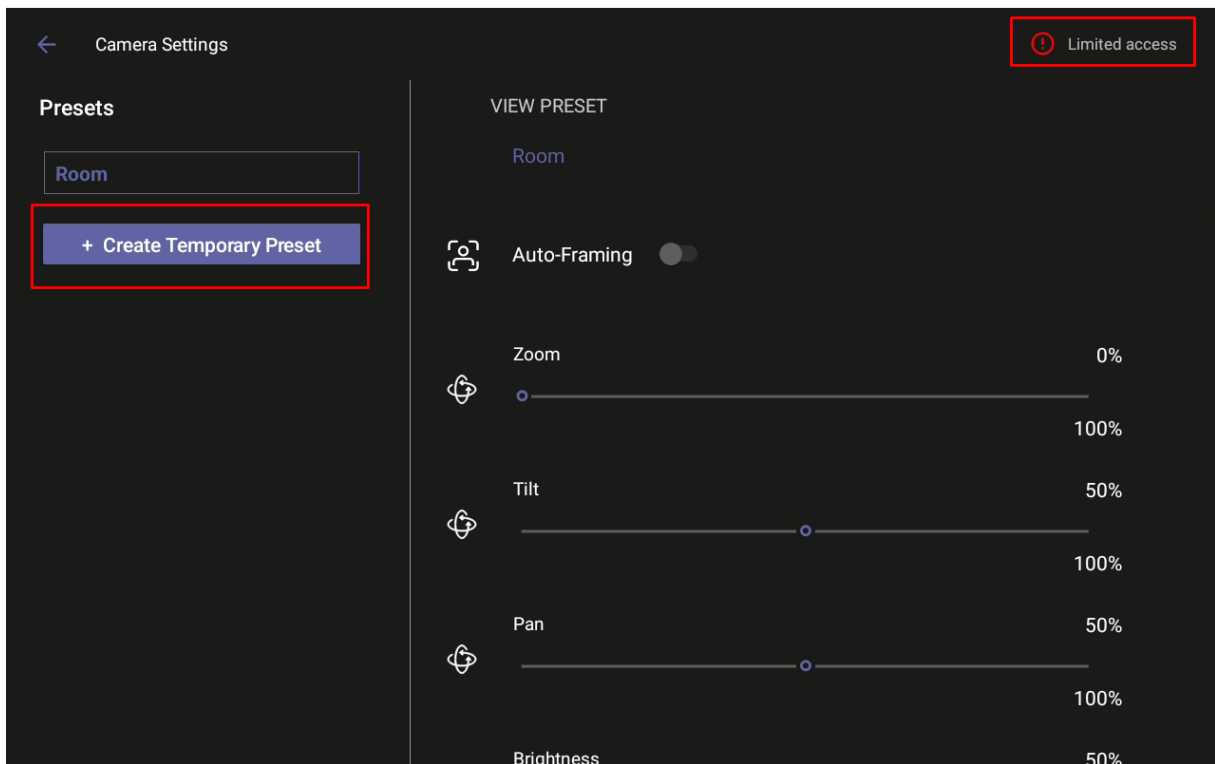 Camera Settings
Limited access
Presets
Room
+ Create Temporary Preset
VIEW PRESET
Room
Auto-Framing
Zoom
0%
100%
Tilt
50%
100%
Pan
50%
100%
Brightness
50%